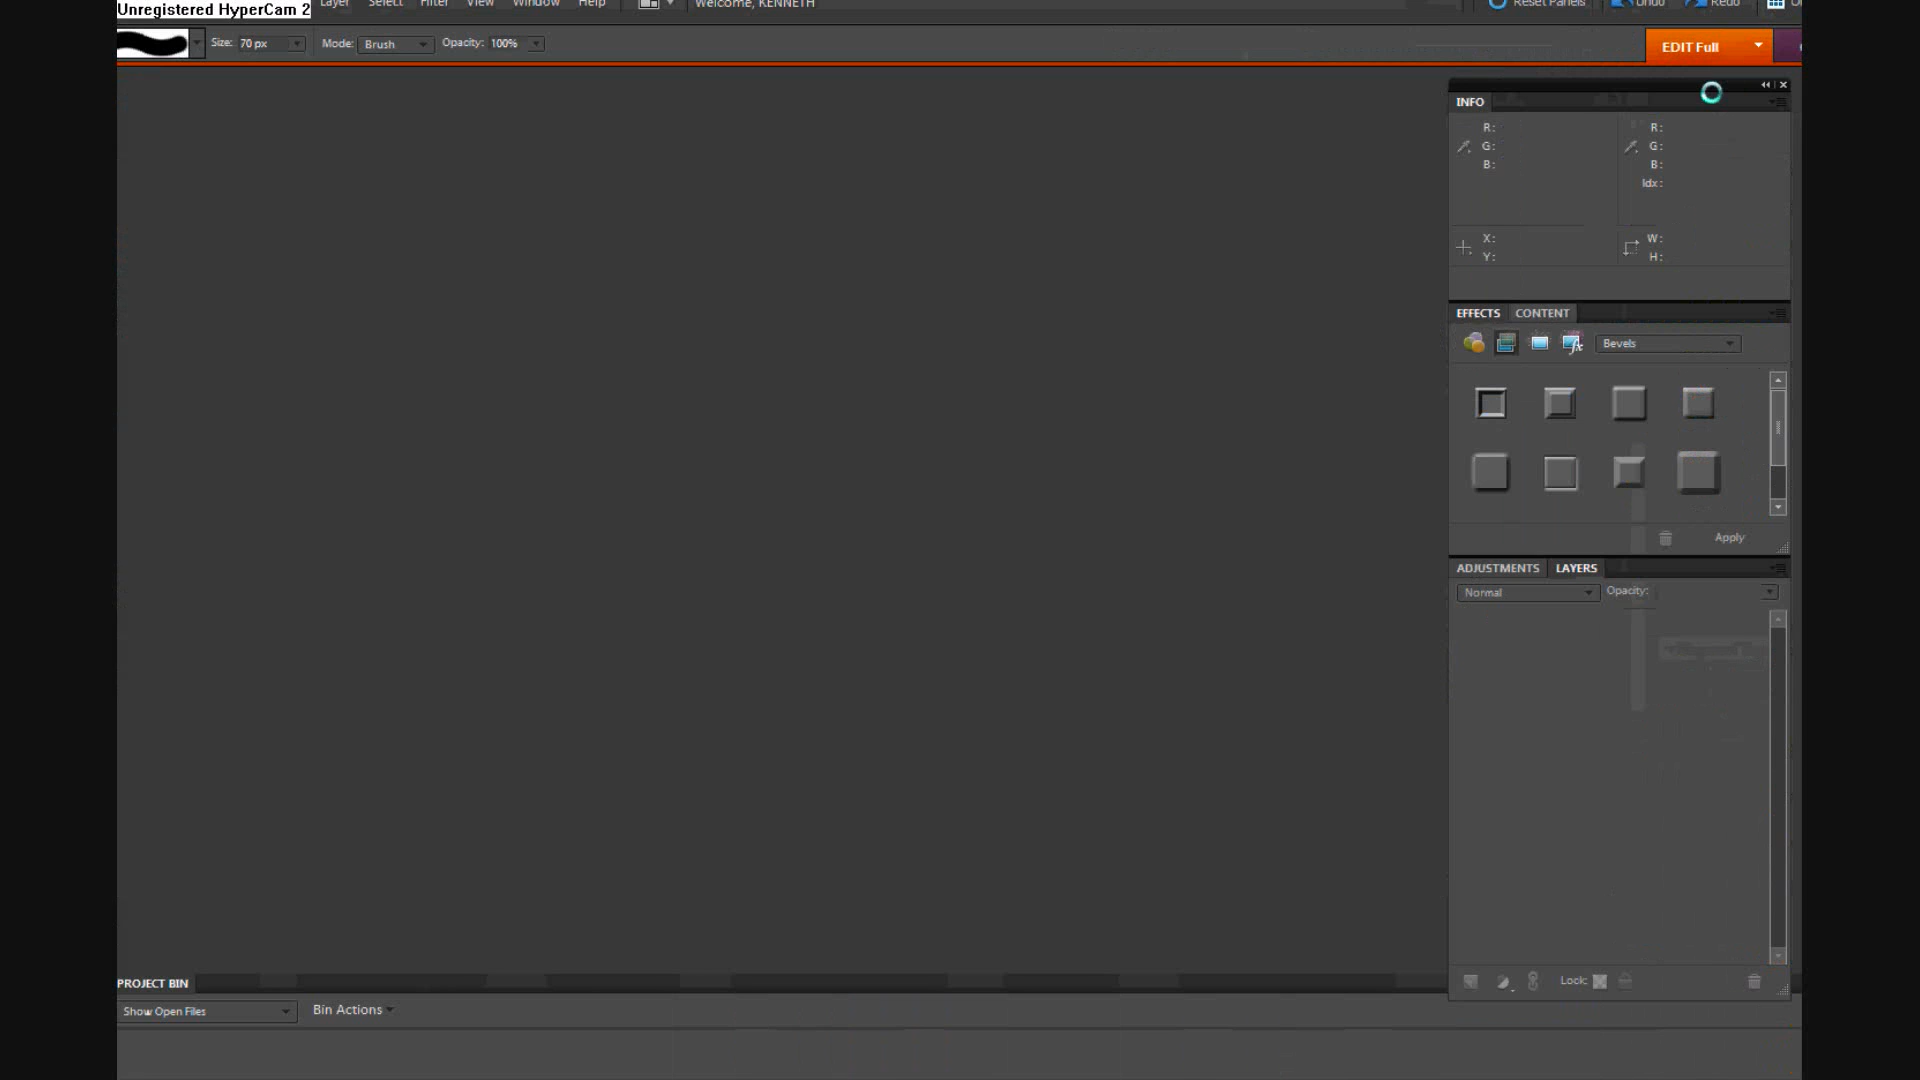 Unregistered HyperCam 2
Layer Select Filter View Window Help Welcome, KENNETH Reset Panels Undo Redo
Size: 70 px Mode: Brush Opacity: 100% EDIT Full
INFO
R: R:
G: G:
B: B:
Idx:
X: W:
Y: H:
EFFECTS CONTENT
Bevels
Apply
ADJUSTMENTS LAYERS
Normal Opacity:
Lock:
PROJECT BIN
Show Open Files Bin Actions